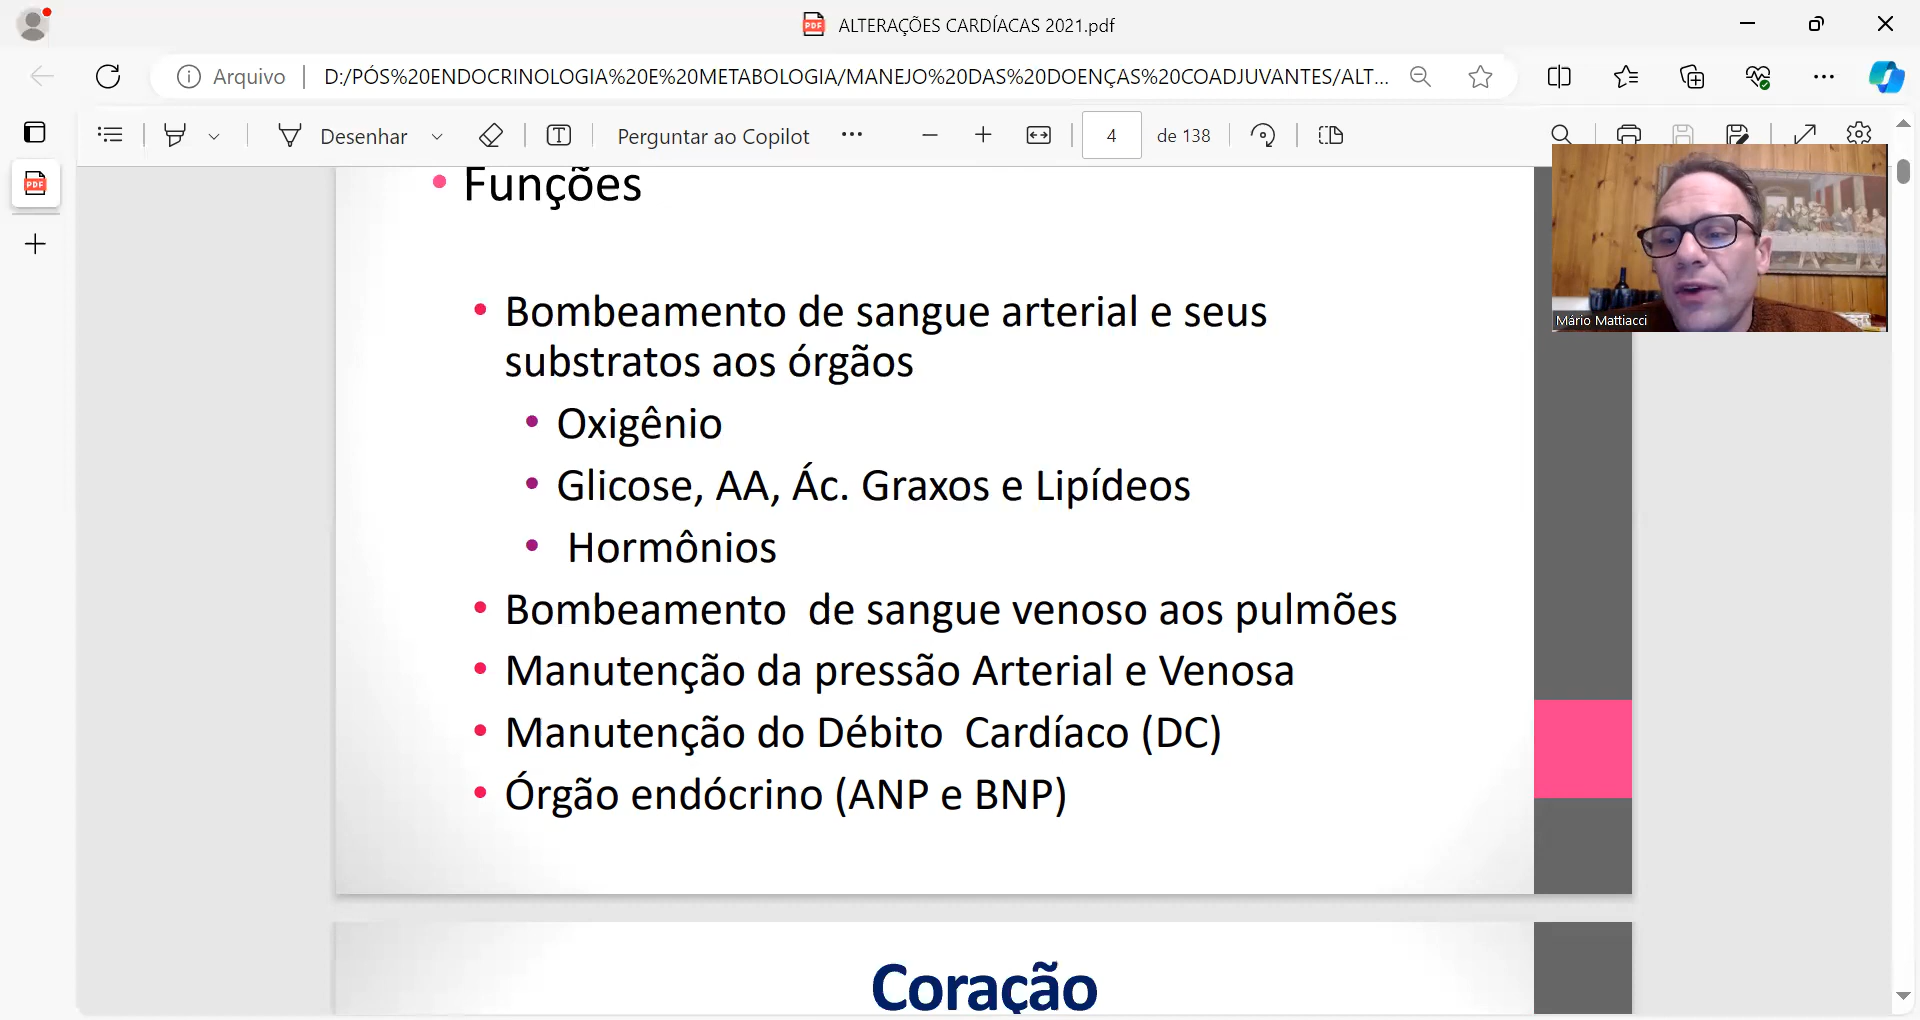 ALTERAÇÕES CARDÍACAS 2021.pdf
Arquivo
D:/PÓS%20ENDOCRINOLOGIA%20E%20METABOLOGIA/MANEJO%20DAS%20DOENÇAS%20COADJUVANTES/ALT...
Desenhar
Perguntar ao Copilot
4 de 138
PDF
• Funções
• Bombeamento de sangue arterial e seus
substratos aos órgãos
• Oxigênio
• Glicose, AA, Ác. Graxos e Lipídeos
• Hormônios
• Bombeamento de sangue venoso aos pulmões
• Manutenção da pressão Arterial e Venosa
• Manutenção do Débito Cardíaco (DC)
• Órgão endócrino (ANP e BNP)
Coração
Mário Mattiacci